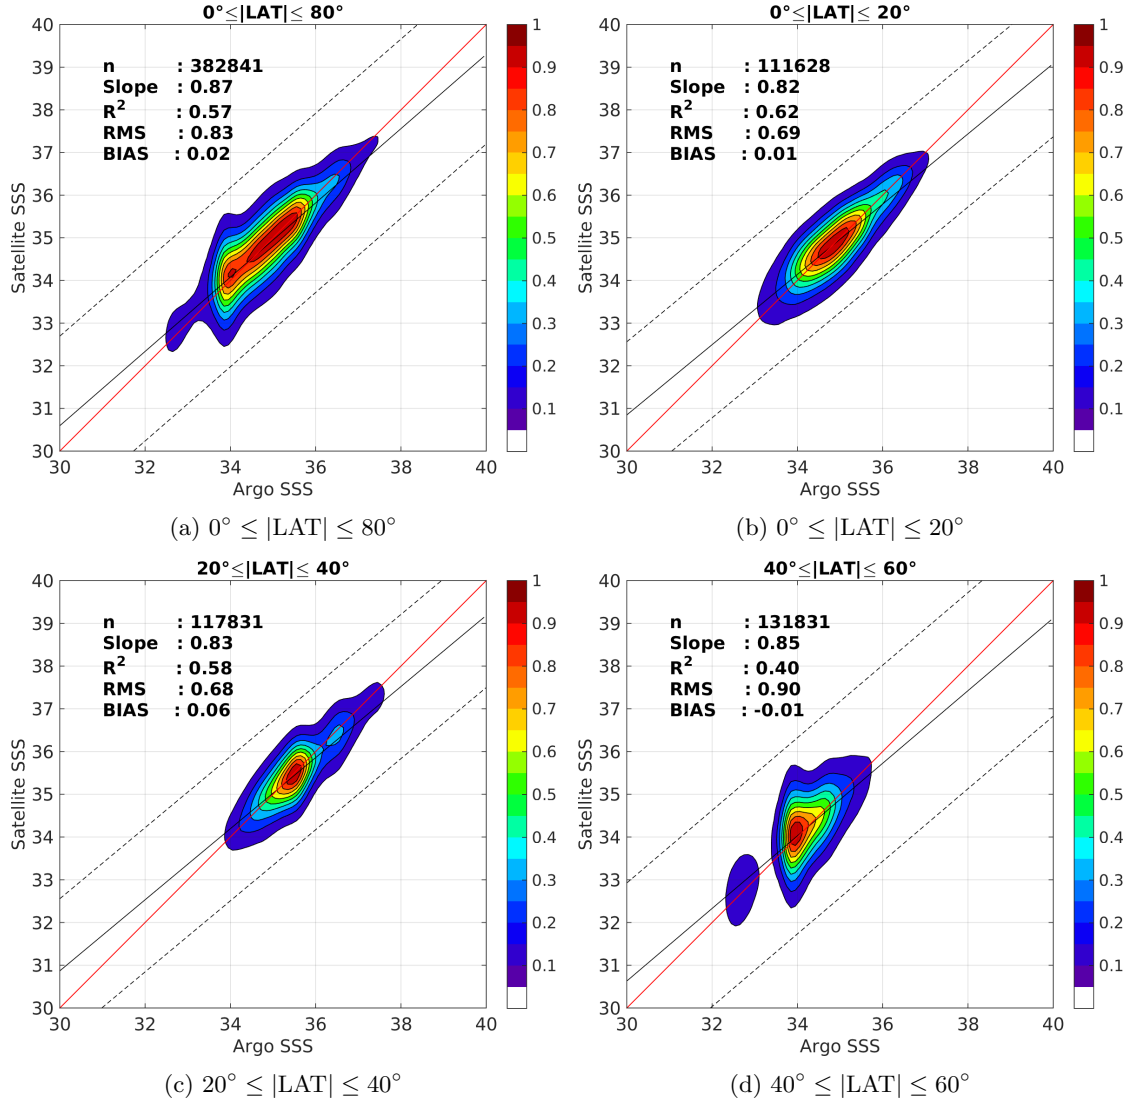 0°≤|LAT|≤ 80°
n : 382841
Slope : 0.87
R² : 0.57
RMS : 0.83
BIAS : 0.02
Satellite SSS
40
39
38
37
36
35
34
33
32
31
30
30 32 34 36 38 40
Argo SSS
1
0.9
0.8
0.7
0.6
0.5
0.4
0.3
0.2
0.1
(a) 0° ≤ |LAT| ≤ 80°
0°≤|LAT|≤ 20°
n : 111628
Slope : 0.82
R² : 0.62
RMS : 0.69
BIAS : 0.01
Satellite SSS
40
39
38
37
36
35
34
33
32
31
30
30 32 34 36 38 40
Argo SSS
1
0.9
0.8
0.7
0.6
0.5
0.4
0.3
0.2
0.1
(b) 0° ≤ |LAT| ≤ 20°
20°≤|LAT|≤ 40°
n : 117831
Slope : 0.83
R² : 0.58
RMS : 0.68
BIAS : 0.06
Satellite SSS
40
39
38
37
36
35
34
33
32
31
30
30 32 34 36 38 40
Argo SSS
1
0.9
0.8
0.7
0.6
0.5
0.4
0.3
0.2
0.1
(c) 20° ≤ |LAT| ≤ 40°
40°≤|LAT|≤ 60°
n : 131831
Slope : 0.85
R² : 0.40
RMS : 0.90
BIAS : -0.01
Satellite SSS
40
39
38
37
36
35
34
33
32
31
30
30 32 34 36 38 40
Argo SSS
1
0.9
0.8
0.7
0.6
0.5
0.4
0.3
0.2
0.1
(d) 40° ≤ |LAT| ≤ 60°